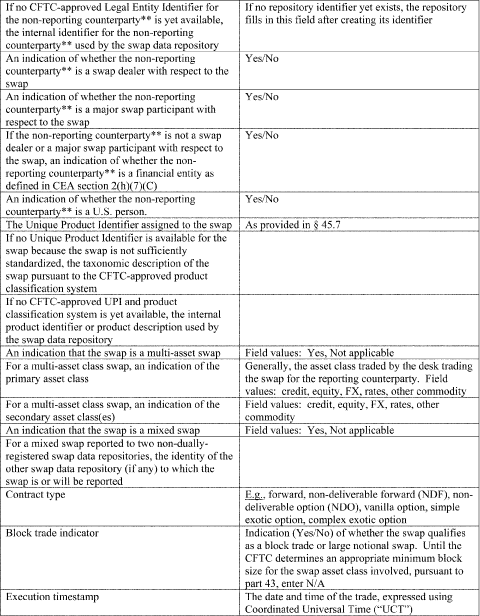 If no CFTC-approved Legal Entity Identifier
for the non-reporting counterparty** is yet available,
the internal identifier for the non-reporting
counterparty** used by the swap data repository
If no repository identifier yet exists, the repository
fills in this field after creating its identifier
An indication of whether the non-reporting
counterparty** is a swap dealer with respect to the
swap
Yes/No
An indication of whether the non-reporting
counterparty** is a major swap participant with
respect to the swap
Yes/No
If the non-reporting counterparty** is not a swap
dealer or a major swap participant with respect to
the swap, an indication of whether the non-
reporting counterparty** is a financial entity as
defined in CEA section 2(h)(7)(C)
Yes/No
An indication of whether the non-reporting
counterparty** is a U.S. person.
Yes/No
The Unique Product Identifier assigned to the swap
As provided in § 45.7
If no Unique Product Identifier is available for the
swap because the swap is not sufficiently
standardized, the taxonomic description of the
swap pursuant to the CFTC-approved product
classification system
If no CFTC-approved UPI and product
classification system is yet available, the internal
product identifier or product description used by
the swap data repository
An indication that the swap is a multi-asset swap
Field values: Yes, Not applicable
For a multi-asset class swap, an indication of the
primary asset class
Generally, the asset class traded by the desk trading
the swap for the reporting counterparty. Field
values: credit, equity, FX, rates, other commodity
For a multi-asset class swap, an indication of the
secondary asset class(es)
Field values: credit, equity, FX, rates, other
commodity
An indication that the swap is a mixed swap
Field values: Yes, Not applicable
For a mixed swap reported to two non-dually-
registered swap data repositories, the identity of the
other swap data repository (if any) to which the
swap is or will be reported
Contract type
E.g., forward, non-deliverable forward (NDF), non-
deliverable option (NDO), vanilla option, simple
exotic option, complex exotic option
Block trade indicator
Indication (Yes/No) of whether the swap qualifies
as a block trade or large notional swap. Until the
CFTC determines an appropriate minimum block
size for the swap asset class involved, pursuant to
part 43, enter N/A
Execution timestamp
The date and time of the trade, expressed using
Coordinated Universal Time ("UCT")